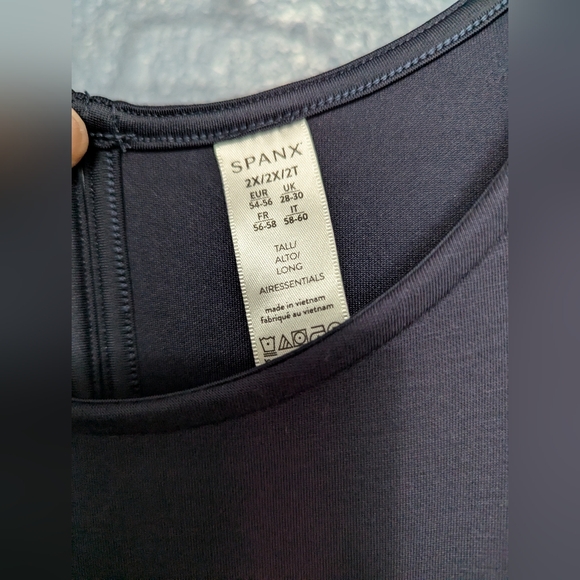 SPANX
2X/2X/2T
EUR UK
54-56 28-30
FR IT
56-58 58-60
TALL/
ALTO/
LONG
AIRESSENTIALS
made in vietnam
fabriqué au vietnam